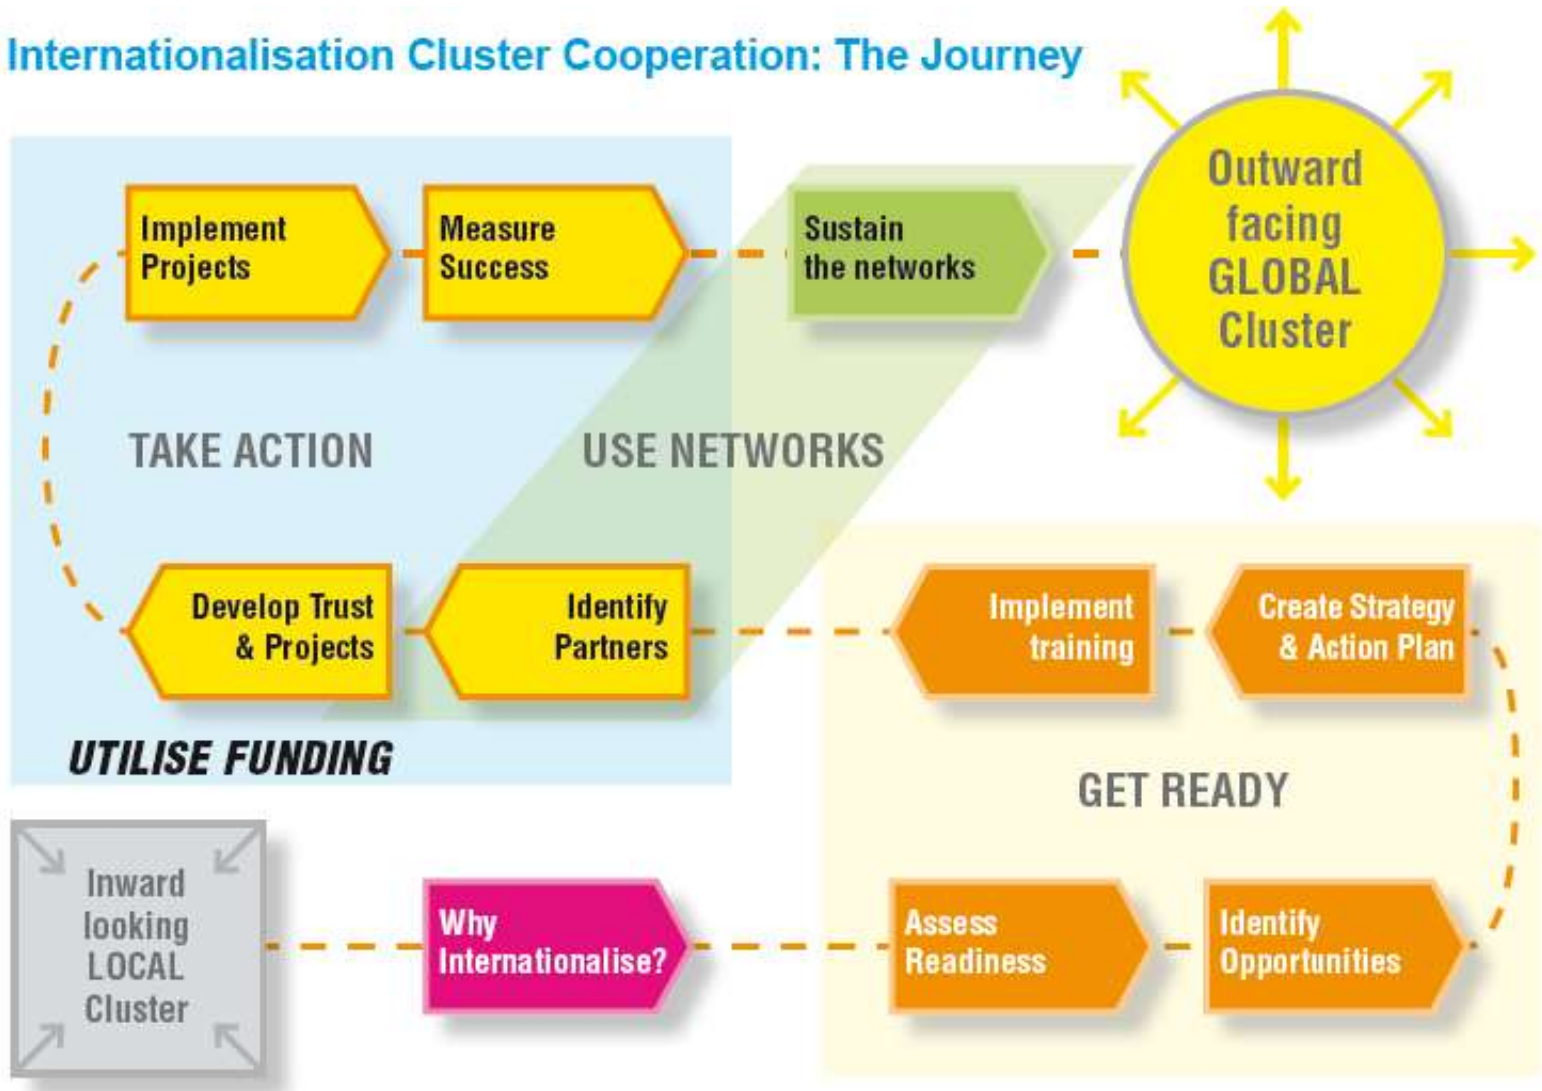 Internationalisation Cluster Cooperation: The Journey
Outward
facing
GLOBAL
Cluster
Implement
Projects
Measure
Success
Sustain
the networks
TAKE ACTION
USE NETWORKS
Develop Trust
& Projects
Identify
Partners
Implement
training
Create Strategy
& Action Plan
UTILISE FUNDING
GET READY
Inward
looking
LOCAL
Cluster
Why
Internationalise?
Assess
Readiness
Identify
Opportunities